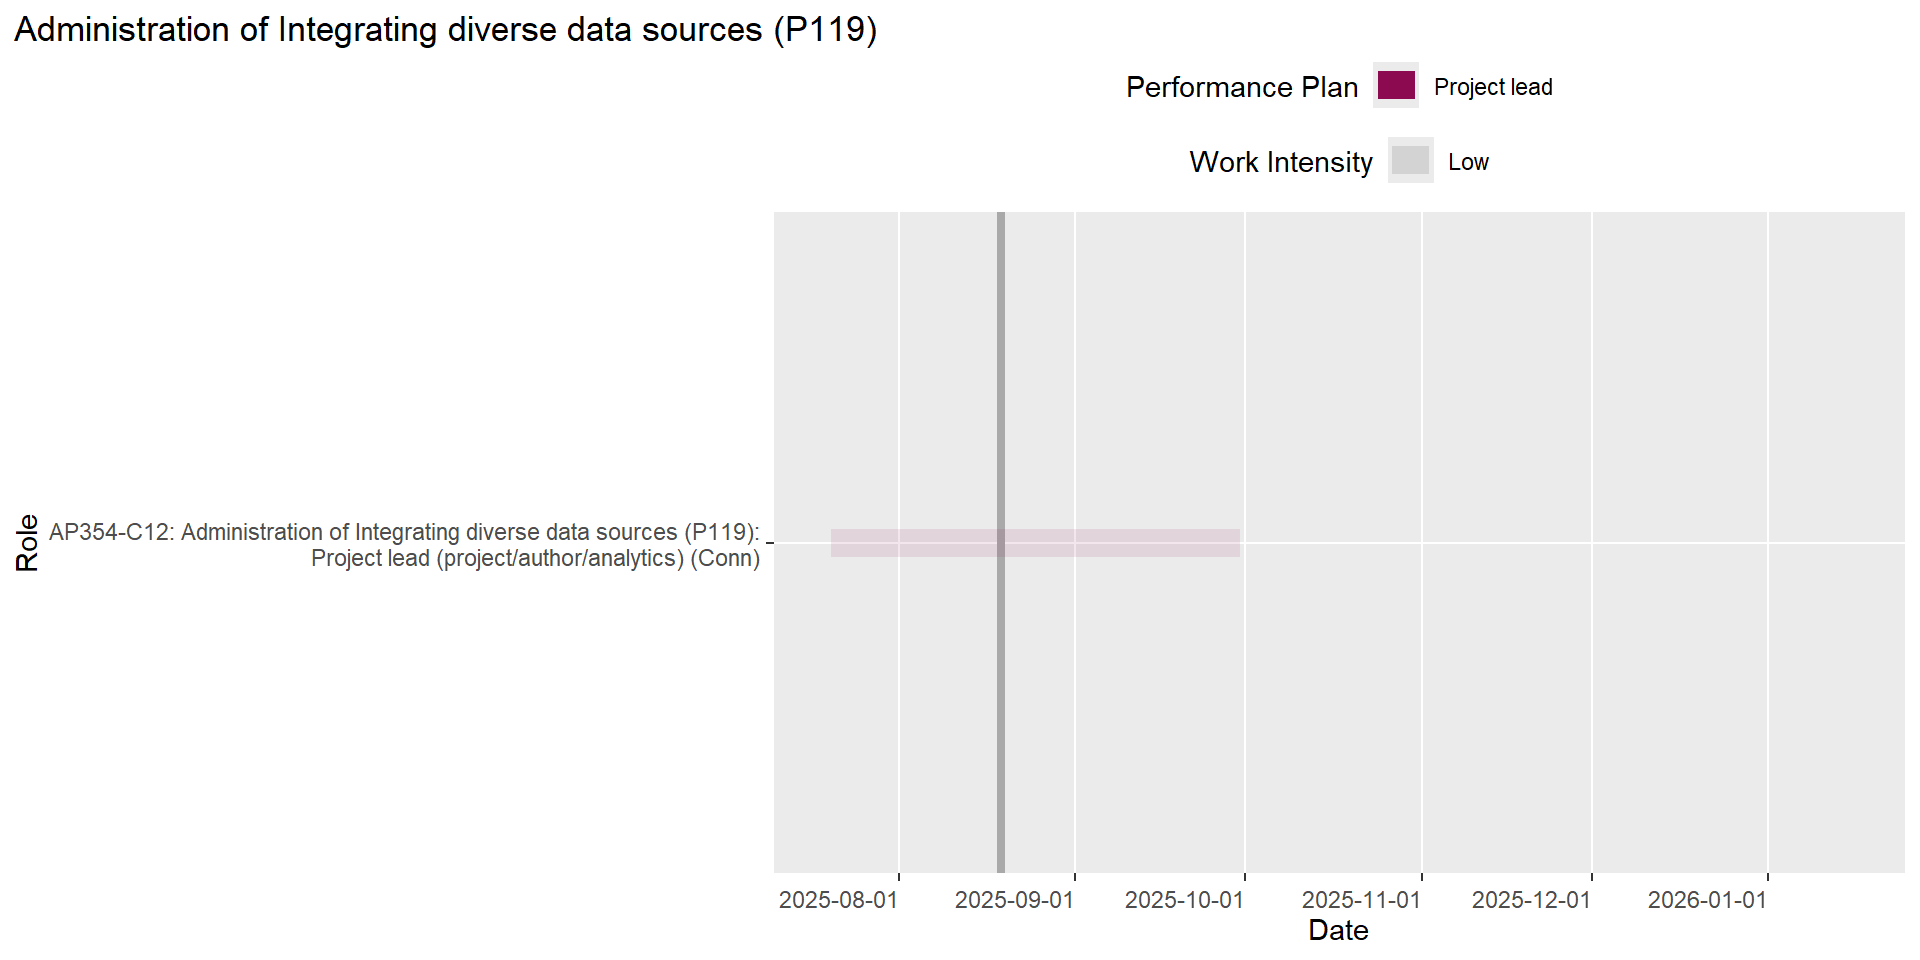 Administration of Integrating diverse data sources (P119)
Performance Plan
Project lead
Work Intensity
Low
Role
AP354-C12: Administration of Integrating diverse data sources (P119):
Project lead (project/author/analytics) (Conn)
2025-08-01
2025-09-01
2025-10-01
2025-11-01
2025-12-01
2026-01-01
Date